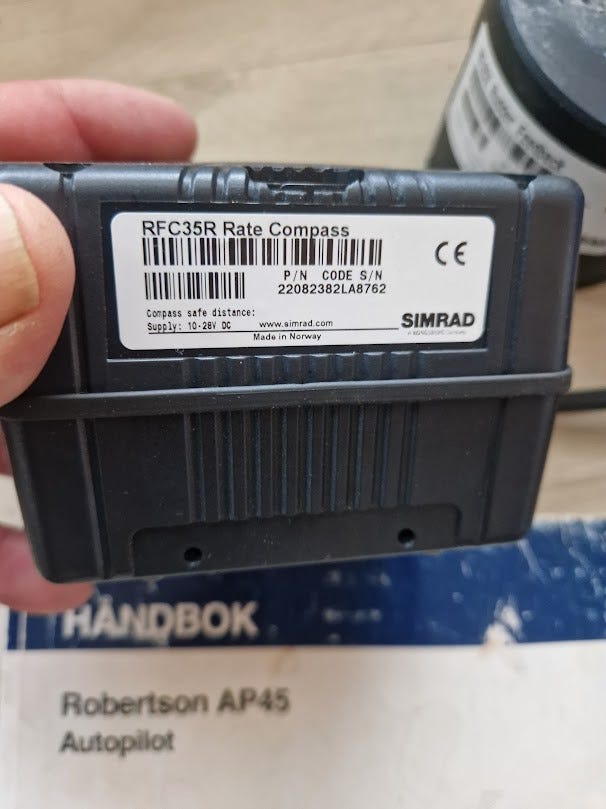 RFC35R Rate Compass
P/N CODE S/N
22082382LA8762
Compass safe distance:
Supply: 10-28V DC www.simrad.com
Made in Norway
CE
SIMRAD
HÅNDBOK
Robertson AP45
Autopilot